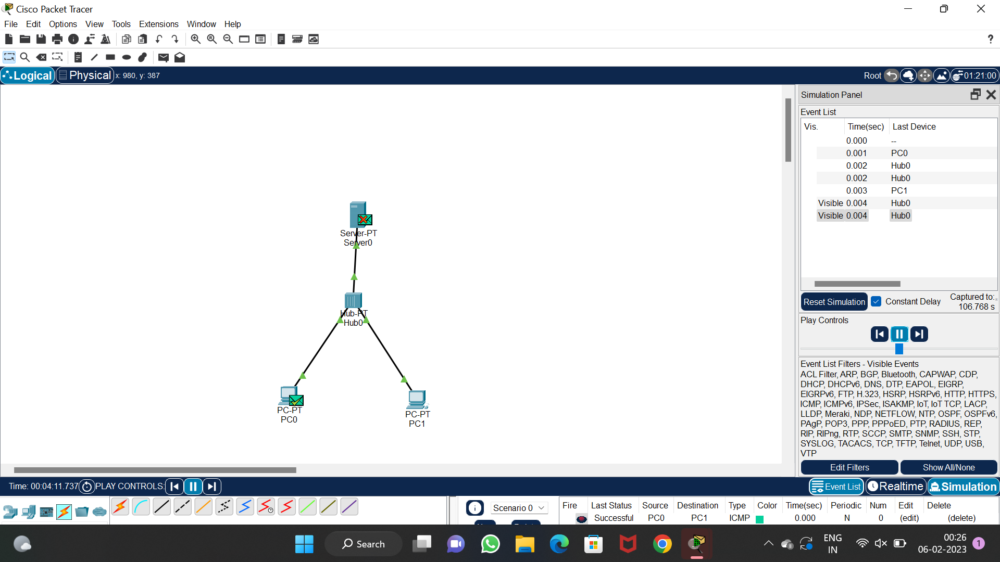 Cisco Packet Tracer
File Edit Options View Tools Extensions Window Help
?
Logical Physical x: 980, y: 387 Root 01:21:00
Simulation Panel
Event List
Vis. Time(sec) Last Device
0.000 --
0.001 PC0
0.002 Hub0
0.002 Hub0
0.003 PC1
Visible 0.004 Hub0
Visible 0.004 Hub0
Server-PT
Server0
Hub-PT
Hub0
PC-PT
PC0
PC-PT
PC1
Reset Simulation Constant Delay Captured to:*
106.768 s
Play Controls
Event List Filters - Visible Events
ACL Filter, ARP, BGP, Bluetooth, CAPWAP, CDP,
DHCP, DHCPv6, DNS, DTP, EAPOL, EIGRP,
EIGRPv6, FTP, H.323, HSRP, HSRPv6, HTTP, HTTPS,
ICMP, ICMPv6, IPSec, ISAKMP, IoT, IoT TCP, LACP,
LLDP, Meraki, NDP, NETFLOW, NTP, OSPF, OSPFv6,
PAgP, POP3, PPP, PPPoED, PTP, RADIUS, REP,
RIP, RIPng, RTP, SCCP, SMTP, SNMP, SSH, STP,
SYSLOG, TACACS, TCP, TFTP, Telnet, UDP, USB,
VTP
Edit Filters Show All/None
Time: 00:04:11.737 PLAY CONTROLS: Event List Realtime Simulation
Scenario 0
Fire Last Status Source Destination Type Color Time(sec) Periodic Num Edit Delete
Successful PC0 PC1 ICMP 0.000 N 0 (edit) (delete)
Search
ENG
IN
00:26
06-02-2023
1